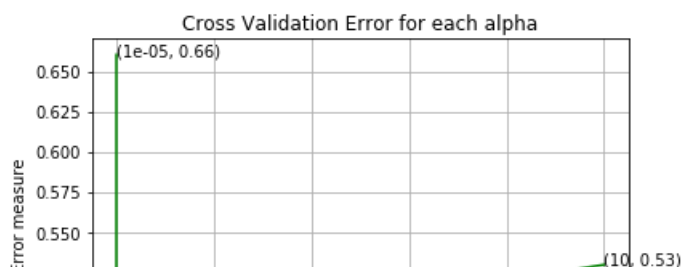 Cross Validation Error for each alpha
(1e-05, 0.66)
0.650
0.625
0.600
0.575
0.550
Error measure
(10, 0.53)